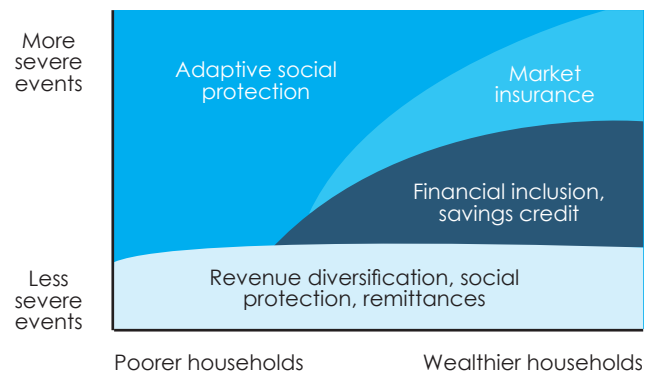 More
severe
events
Adaptive social
protection
Market
insurance
Financial inclusion,
savings credit
Less
severe
events
Revenue diversification, social
protection, remittances
Poorer households
Wealthier households